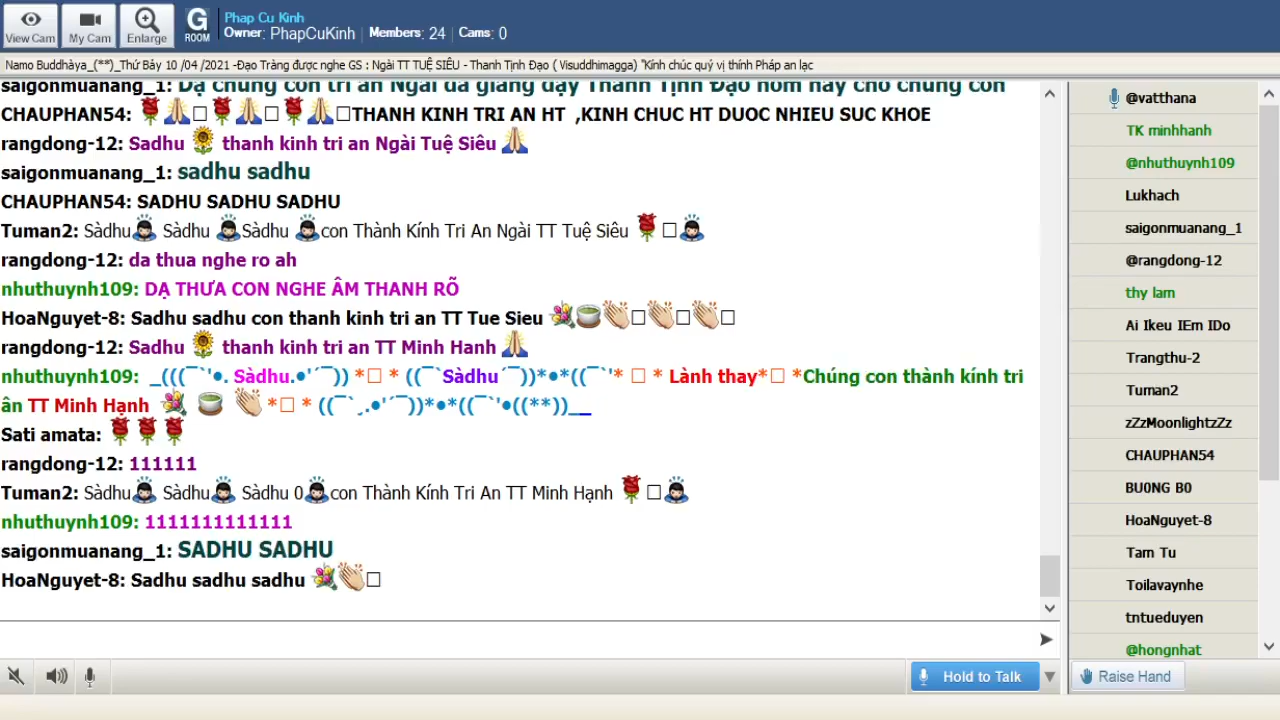 View Cam
My Cam
Enlarge
G ROOM
Phap Cu Kinh
Owner: PhapCuKinh | Members: 24 | Cams: 0
Namo Buddhàya_(**)_Thứ Bảy 10 /04 /2021 -Đạo Tràng được nghe GS : Ngài TT TUỆ SIÊU - Thanh Tịnh Đạo ( Visuddhimagga) "Kính chúc quý vị thính Pháp an lạc
saigonmuanang_1: Dạ chúng con tri ân Ngài đã giảng dạy Thanh Tịnh Đạo hôm nay cho chúng con
CHAUPHAN54: 🌹🙏□🌹🙏□🌹🙏□THANH KINH TRI AN HT ,KINH CHUC HT DUOC NHIEU SUC KHOE
rangdong-12: Sadhu 🌻 thanh kinh tri an Ngài Tuệ Siêu 🙏
saigonmuanang_1: sadhu sadhu
CHAUPHAN54: SADHU SADHU SADHU
Tuman2: Sàdhu🙇 Sàdhu 🙇Sàdhu 🙇con Thành Kính Tri An Ngài TT Tuệ Siêu 🌹□🙇
rangdong-12: da thua nghe ro ah
nhuthuynh109: DẠ THƯA CON NGHE ÂM THANH RÕ
HoaNguyet-8: Sadhu sadhu con thanh kinh tri an TT Tue Sieu 💐🍵👏□👏□👏□
rangdong-12: Sadhu 🌻 thanh kinh tri an TT Minh Hanh 🙏
nhuthuynh109: _(((¯`'•. Sàdhu.•'´¯)) *□ * ((¯`Sàdhu´¯))*•*((¯`'* □ * Lành thay*□ *Chúng con thành kính tri
ân TT Minh Hạnh 💐 🍵 👏 *□ * ((¯`¸.•'´¯))*•*((¯`'•((**))__
Sati amata: 🌹🌹🌹
rangdong-12: 111111
Tuman2: Sàdhu🙇 Sàdhu🙇 Sàdhu 0🙇con Thành Kính Tri An TT Minh Hạnh 🌹□🙇
nhuthuynh109: 1111111111111
saigonmuanang_1: SADHU SADHU
HoaNguyet-8: Sadhu sadhu sadhu 💐👏□
@vatthana
TK minhhanh
@nhuthuynh109
Lukhach
saigonmuanang_1
@rangdong-12
thy lam
Ai Ikeu IEm IDo
Trangthu-2
Tuman2
zZzMoonlightzZz
CHAUPHAN54
BU0NG B0
HoaNguyet-8
Tam Tu
Toilavaynhe
tntueduyen
@hongnhat
Hold to Talk
Raise Hand